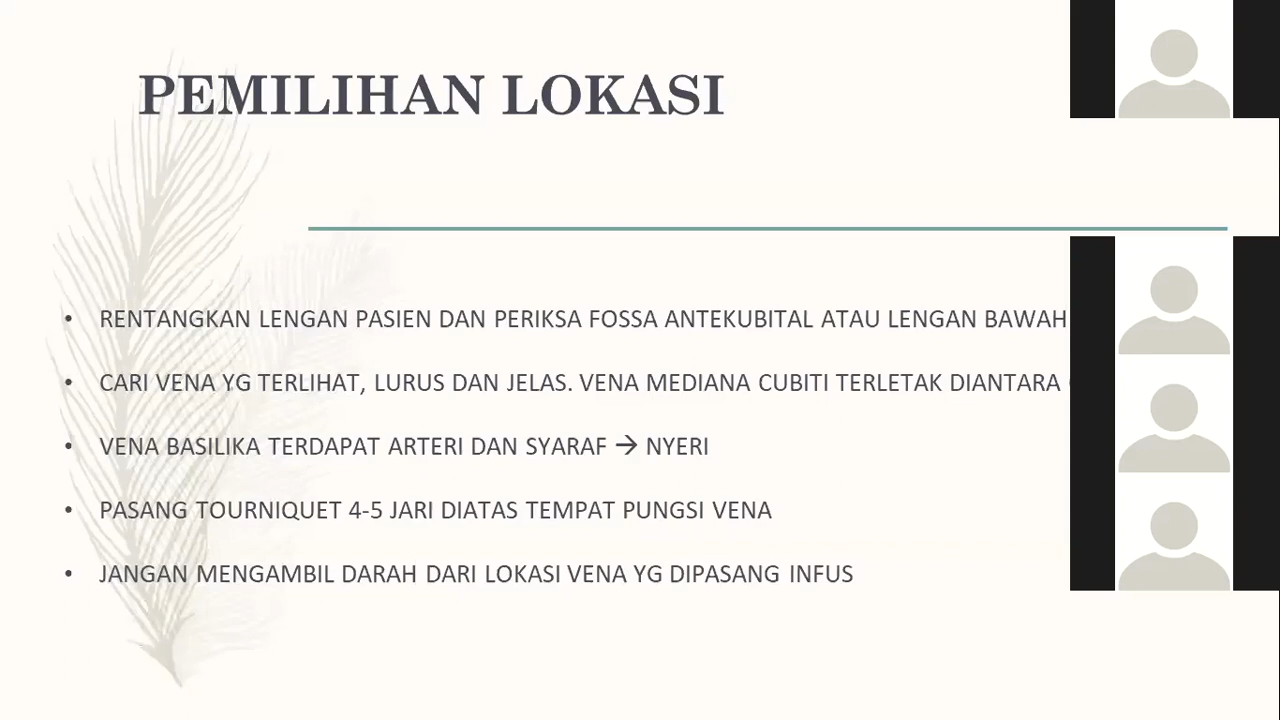 PEMILIHAN LOKASI
• RENTANGKAN LENGAN PASIEN DAN PERIKSA FOSSA ANTEKUBITAL ATAU LENGAN BAWAH
• CARI VENA YG TERLIHAT, LURUS DAN JELAS. VENA MEDIANA CUBITI TERLETAK DIANTARA
• VENA BASILIKA TERDAPAT ARTERI DAN SYARAF → NYERI
• PASANG TOURNIQUET 4-5 JARI DIATAS TEMPAT PUNGSI VENA
• JANGAN MENGAMBIL DARAH DARI LOKASI VENA YG DIPASANG INFUS